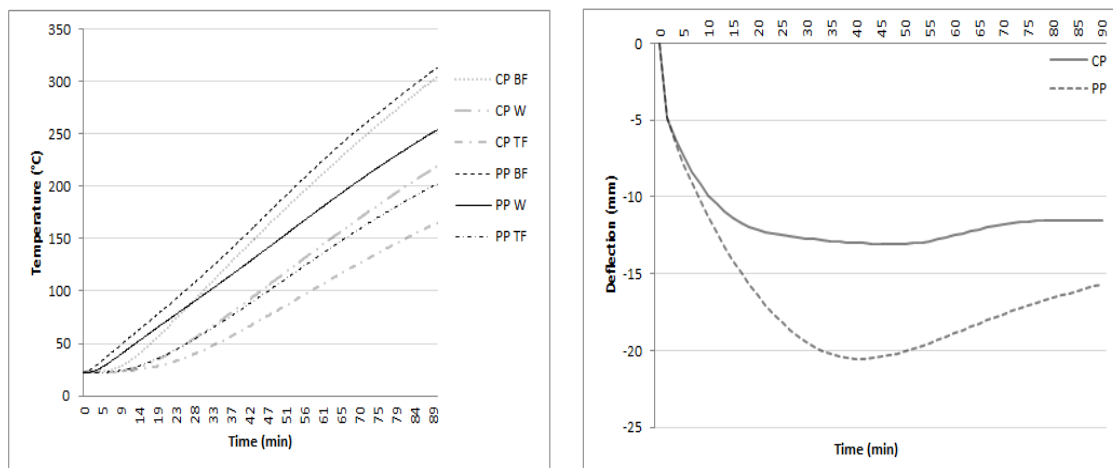 350
300
250
200
150
100
50
0
Temperature (°C)
0 5 9 14 19 23 28 33 37 42 47 51 56 61 65 70 75 79 84 89
Time (min)
CP BF
CP W
CP TF
PP BF
PP W
PP TF
0 5 10 15 20 25 30 35 40 45 50 55 60 65 70 75 80 85 90
0
-5
-10
-15
-20
-25
Deflection (mm)
CP
PP
Time (min)